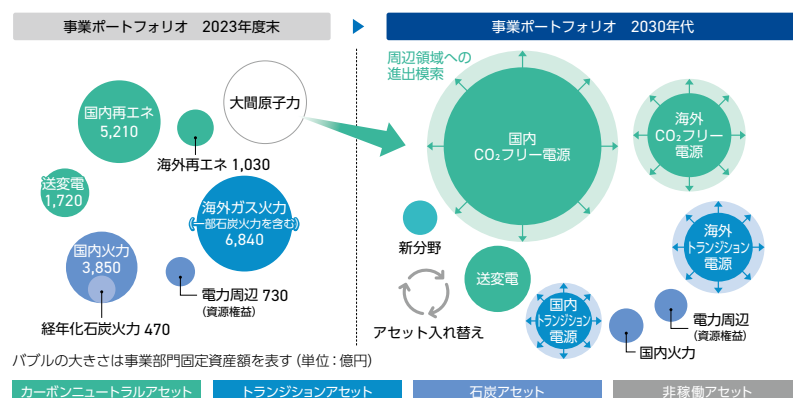 事業ポートフォリオ 2023年度末
事業ポートフォリオ 2030年代
国内再エネ
5,210
海外再エネ 1,030
大間原子力
送変電
1,720
海外ガス火力
(一部石炭火力を含む)
6,840
国内火力
3,850
経年化石炭火力 470
電力周辺 730
(資源権益)
周辺領域への
進出模索
国内
CO₂フリー電源
海外
CO₂フリー
電源
新分野
アセット入れ替え
送変電
国内
トランジション
電源
海外
トランジション
電源
電力周辺
(資源権益)
国内火力
バブルの大きさは事業部門固定資産額を表す (単位:億円)
カーボンニュートラルアセット
トランジションアセット
石炭アセット
非稼働アセット